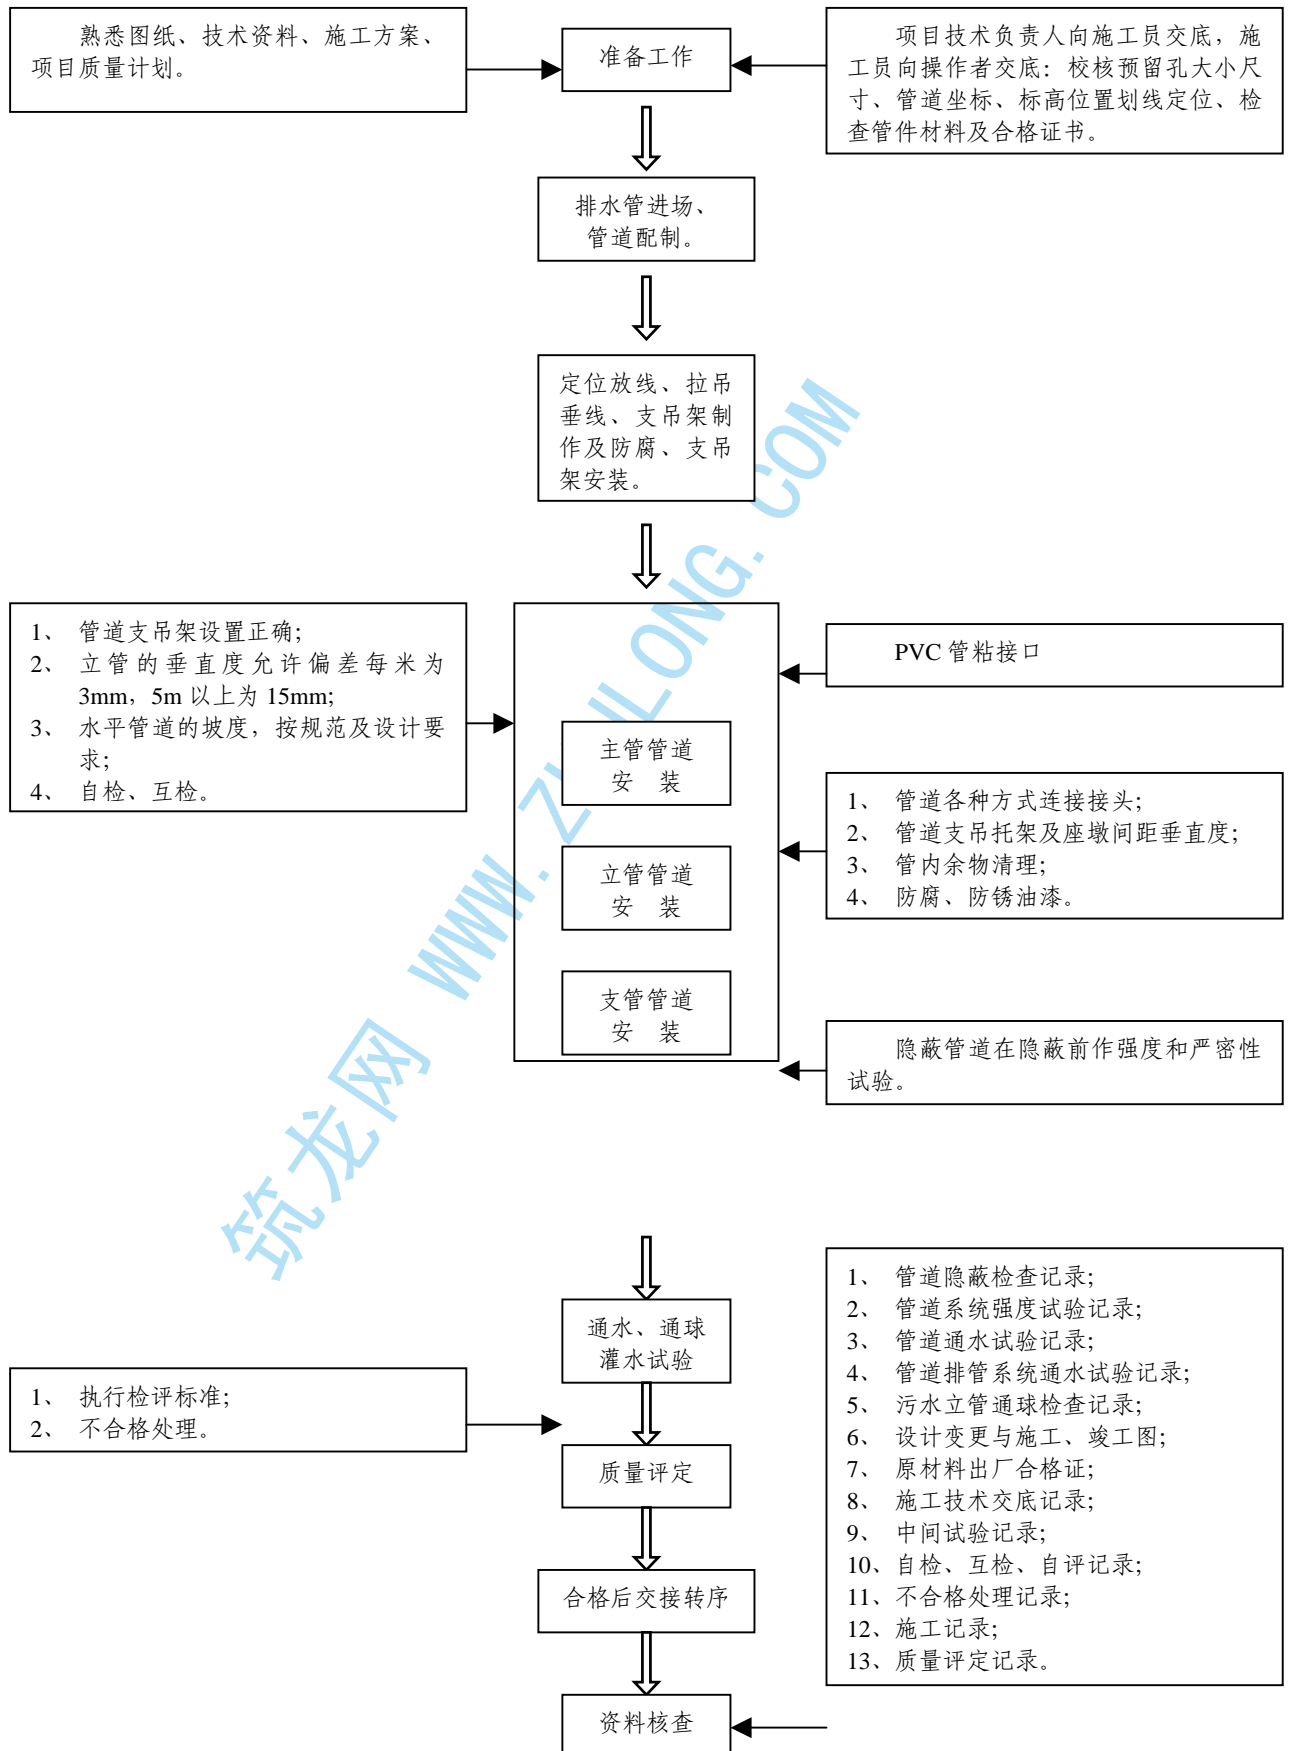 熟悉图纸、技术资料、施工方案、
项目质量计划。
准备工作
项目技术负责人向施工员交底，施
工员向操作者交底：校核预留孔大小尺
寸、管道坐标、标高位置划线定位、检
查管件材料及合格证书。
排水管进场、
管道配制。
定位放线、拉吊
垂线、支吊架制
作及防腐、支吊
架安装。
1、 管道支吊架设置正确；
2、 立管的垂直度允许偏差每米为
3mm，5m 以上为 15mm；
3、 水平管道的坡度，按规范及设计要
求；
4、 自检、互检。
主管管道
安 装
立管管道
安 装
支管管道
安 装
PVC 管粘接口
1、 管道各种方式连接接头；
2、 管道支吊托架及座墩间距垂直度；
3、 管内余物清理；
4、 防腐、防锈油漆。
隐蔽管道在隐蔽前作强度和严密性
试验。
筑龙网 WWW.ZHULONG.COM
通水、通球
灌水试验
1、 执行检评标准；
2、 不合格处理。
质量评定
合格后交接转序
资料核查
1、 管道隐蔽检查记录；
2、 管道系统强度试验记录；
3、 管道通水试验记录；
4、 管道排管系统通水试验记录；
5、 污水立管通球检查记录；
6、 设计变更与施工、竣工图；
7、 原材料出厂合格证；
8、 施工技术交底记录；
9、 中间试验记录；
10、自检、互检、自评记录；
11、不合格处理记录；
12、施工记录；
13、质量评定记录。